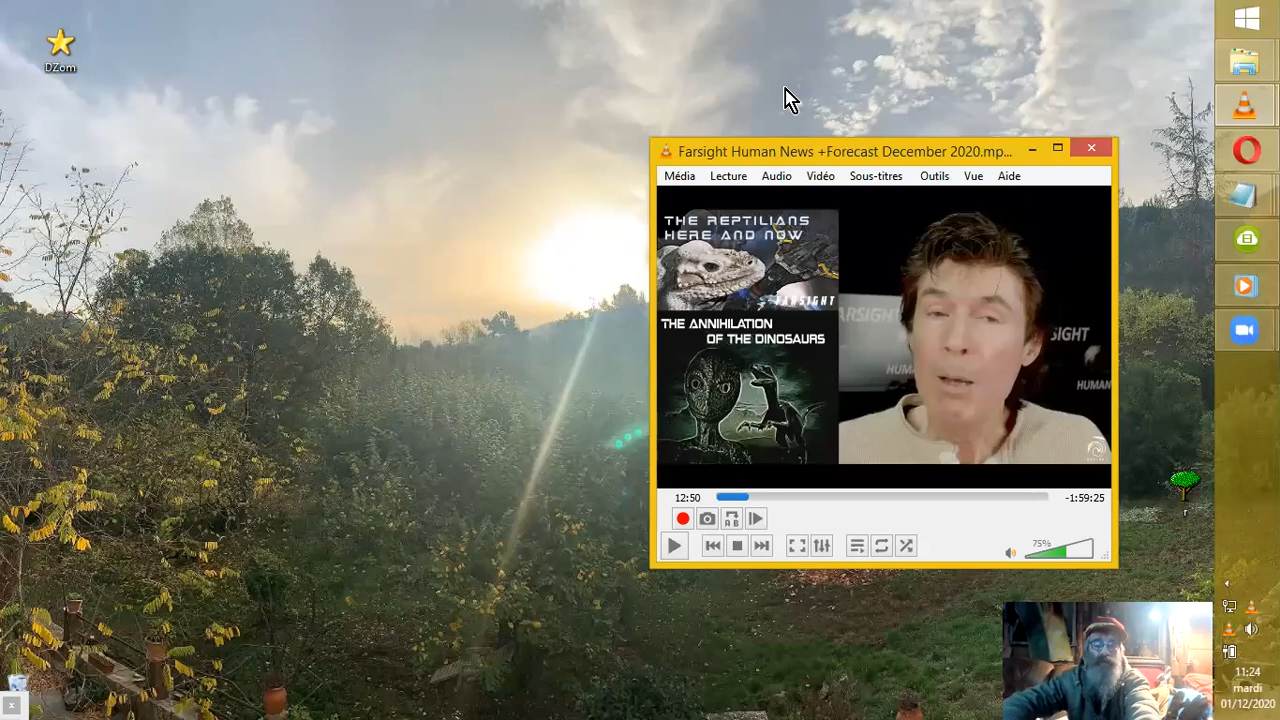 DZom
Farsight Human News +Forecast December 2020.mp...
Média Lecture Audio Vidéo Sous-titres Outils Vue Aide
THE REPTILIANS
HERE AND NOW
FARSIGHT
THE ANNIHILATION
OF THE DINOSAURS
ARSIGHT
HUMA
SIGHT
HUMAN
12:50
-1:59:25
A B
75%
r
11:24
mardi
01/12/2020